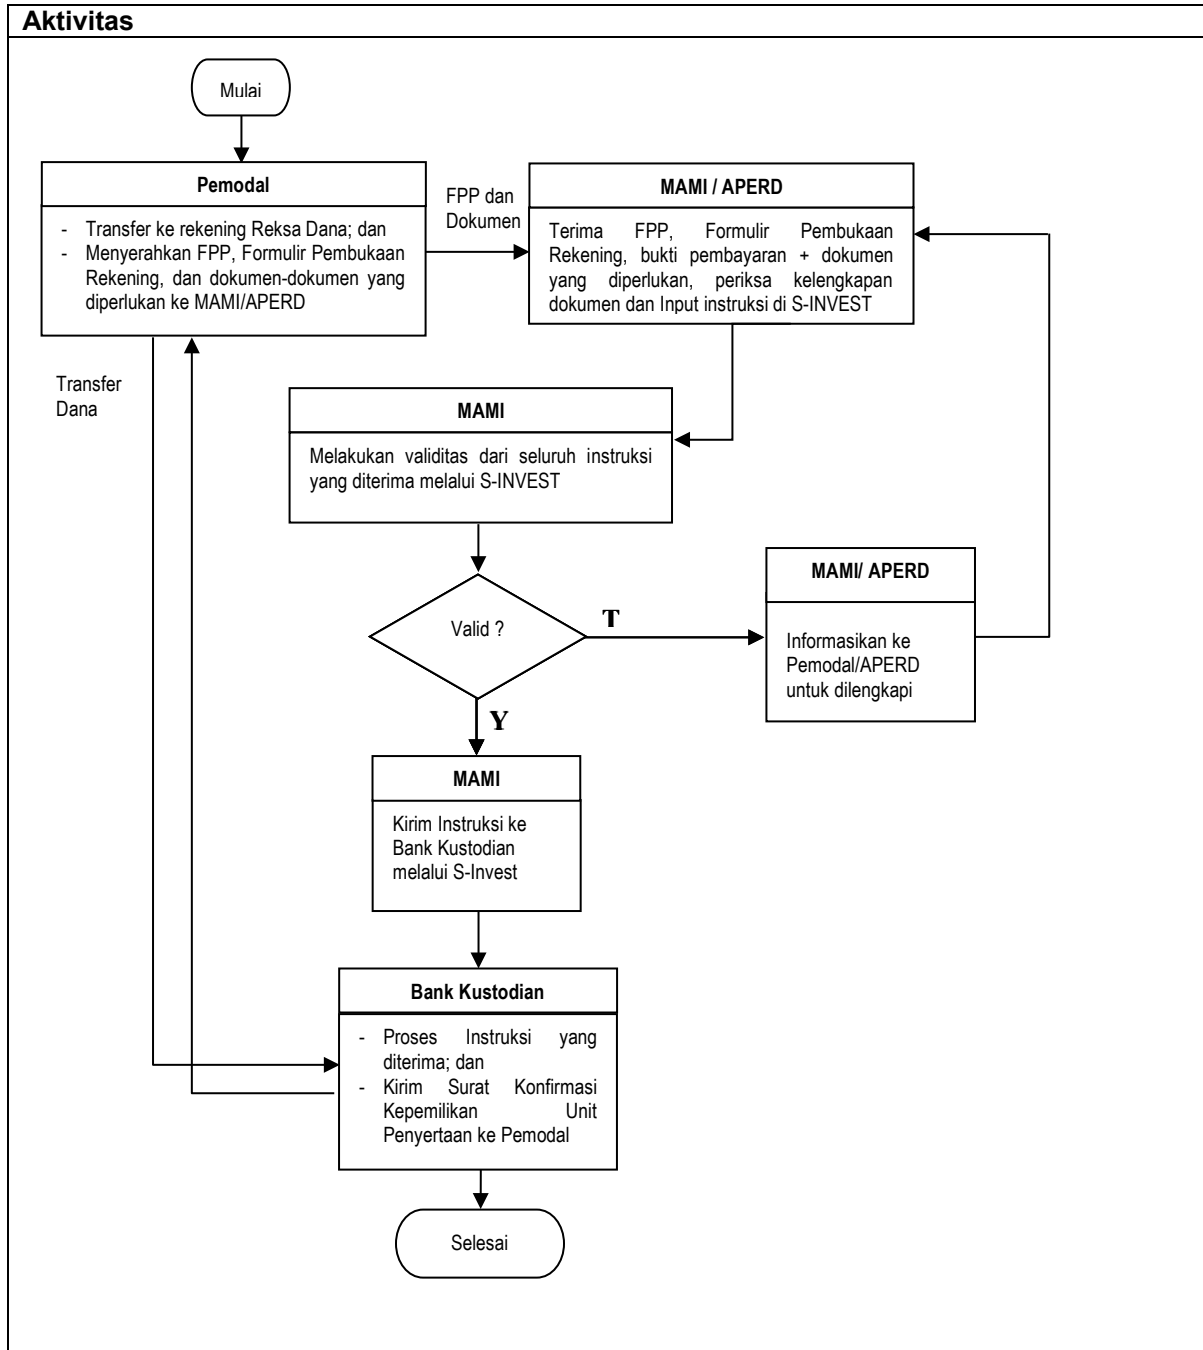 Aktivitas
Mulai
Pemodal
- Transfer ke rekening Reksa Dana; dan
- Menyerahkan FPP, Formulir Pembukaan
Rekening, dan dokumen-dokumen yang
diperlukan ke MAMI/APERD
FPP dan
Dokumen
MAMI / APERD
Terima FPP, Formulir Pembukaan
Rekening, bukti pembayaran + dokumen
yang diperlukan, periksa kelengkapan
dokumen dan Input instruksi di S-INVEST
Transfer
Dana
MAMI
Melakukan validitas dari seluruh instruksi
yang diterima melalui S-INVEST
Valid ?
T
MAMI/ APERD
Informasikan ke
Pemodal/APERD
untuk dilengkapi
Y
MAMI
Kirim Instruksi ke
Bank Kustodian
melalui S-Invest
Bank Kustodian
- Proses Instruksi yang
diterima; dan
- Kirim Surat Konfirmasi
Kepemilikan Unit
Penyertaan ke Pemodal
Selesai